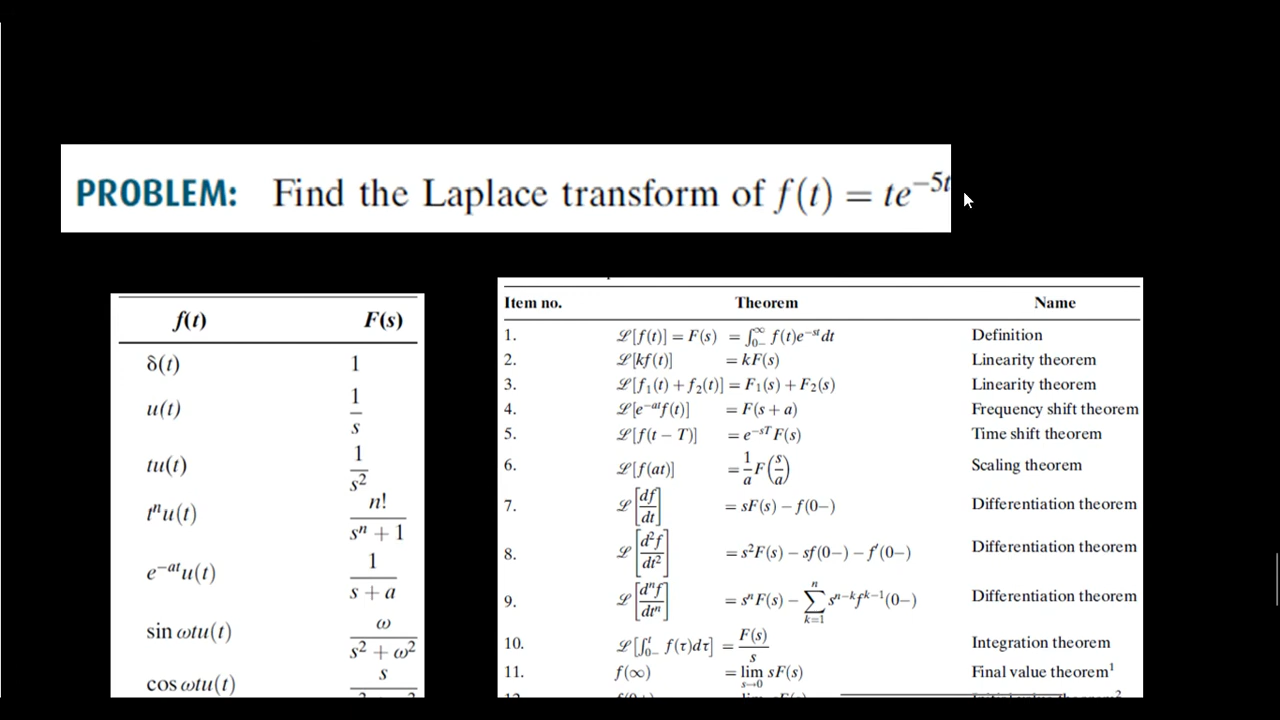 PROBLEM: Find the Laplace transform of f(t) = te^{-5t}
f(t) F(s)
δ(t) 1
u(t) 1/s
tu(t) 1/s^2
t^n u(t) n!/(s^n + 1)
e^{-at}u(t) 1/(s + a)
sin ωtu(t) ω/(s^2 + ω^2)
cos ωtu(t) s
Item no. Theorem Name
1. ℒ[f(t)] = F(s) = ∫_{0-}^{∞} f(t)e^{-st}dt Definition
2. ℒ[kf(t)] = kF(s) Linearity theorem
3. ℒ[f_1(t) + f_2(t)] = F_1(s) + F_2(s) Linearity theorem
4. ℒ[e^{-at}f(t)] = F(s + a) Frequency shift theorem
5. ℒ[f(t − T)] = e^{-sT}F(s) Time shift theorem
6. ℒ[f(at)] = 1/a F(s/a) Scaling theorem
7. ℒ[df/dt] = sF(s) − f(0−) Differentiation theorem
8. ℒ[d^2f/dt^2] = s^2F(s) − sf(0−) − f′(0−) Differentiation theorem
9. ℒ[d^nf/dt^n] = s^nF(s) − ∑_{k=1}^{n} s^{n−k}f^{k−1}(0−) Differentiation theorem
10. ℒ[∫_{0−}^{t} f(τ)dτ] = F(s)/s Integration theorem
11. f(∞) = lim_{s→0} sF(s) Final value theorem^1